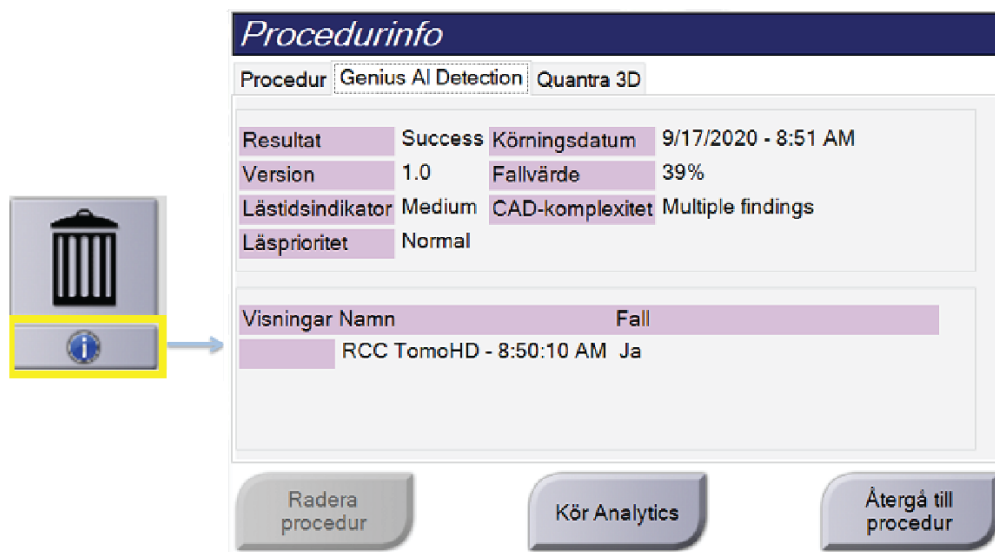 Procedurinfo
Procedur Genius AI Detection Quantra 3D
Resultat Success Körningsdatum 9/17/2020 - 8:51 AM
Version 1.0 Fallvärde 39%
Lästidsindikator Medium CAD-komplexitet Multiple findings
Läsprioritet Normal
Visningar Namn Fall
RCC TomoHD - 8:50:10 AM Ja
Radera
procedur
Kör Analytics
Återgå till
procedur